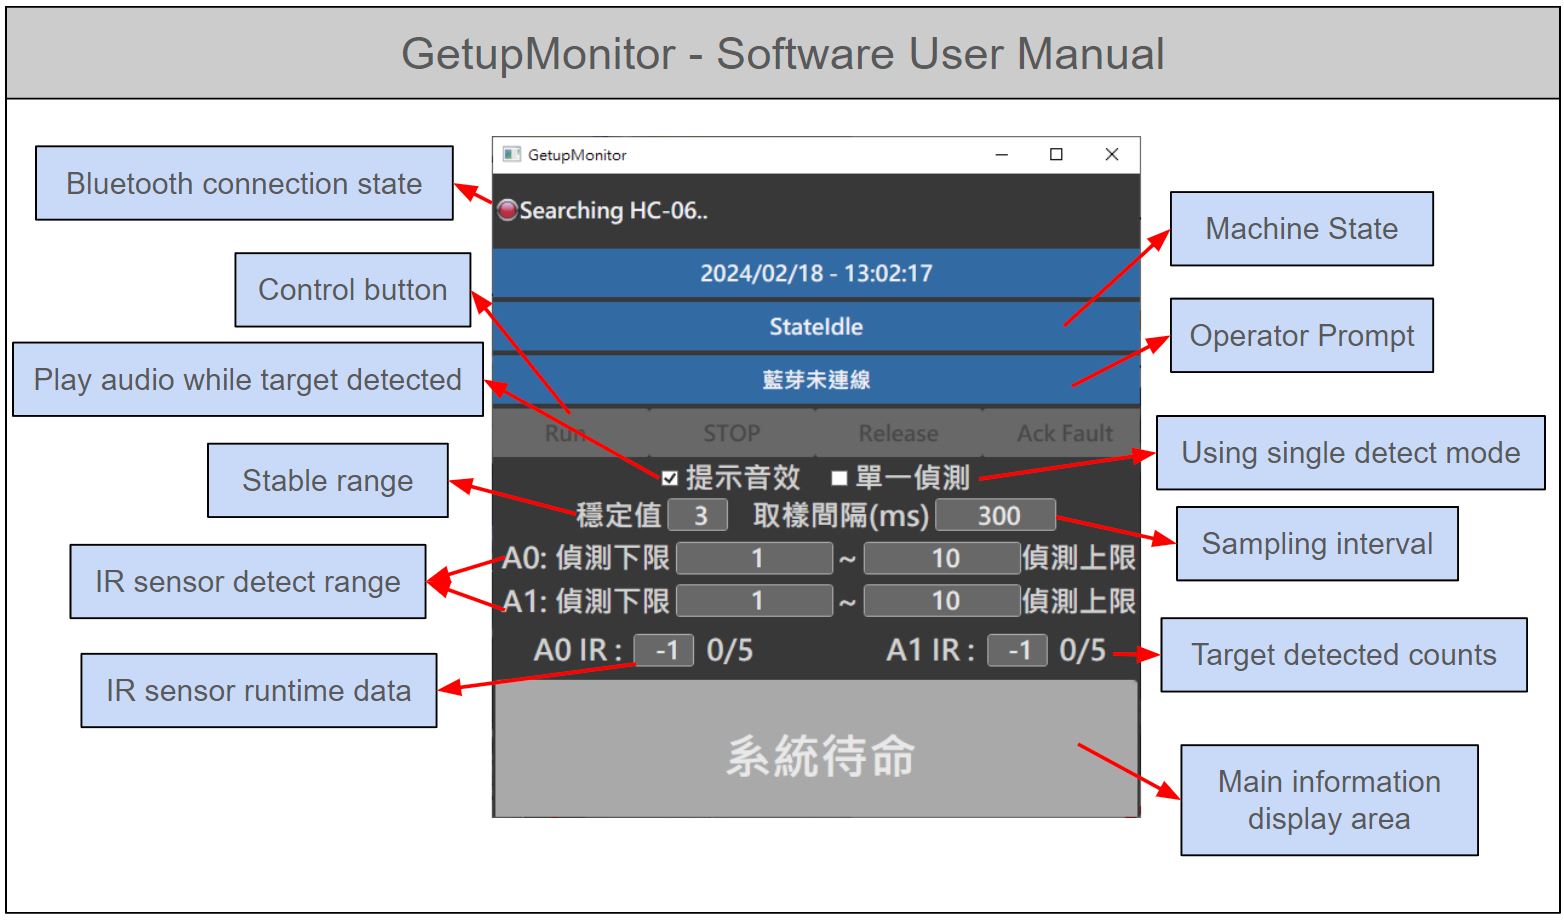 GetupMonitor - Software User Manual
GetupMonitor
Bluetooth connection state
Searching HC-06..
Machine State
2024/02/18 - 13:02:17
Control button
StateIdle
Operator Prompt
Play audio while target detected
藍芽未連線
Run STOP Release Ack Fault
Using single detect mode
Stable range
提示音效 單一偵測
穩定值 3 取樣間隔(ms) 300
Sampling interval
IR sensor detect range
A0: 偵測下限 1 ~ 10 偵測上限
A1: 偵測下限 1 ~ 10 偵測上限
A0 IR : -1 0/5 A1 IR : -1 0/5
Target detected counts
IR sensor runtime data
系統待命
Main information
display area